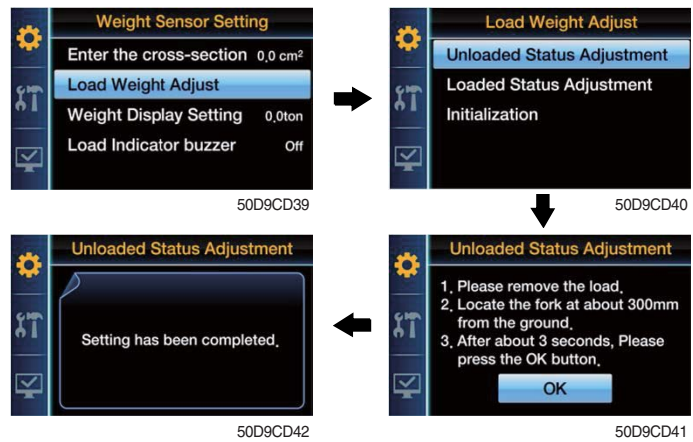 Weight Sensor Setting
Enter the cross-section 0,0 cm²
Load Weight Adjust
Weight Display Setting 0,0ton
Load Indicator buzzer Off
50D9CD39
Load Weight Adjust
Unloaded Status Adjustment
Loaded Status Adjustment
Initialization
50D9CD40
Unloaded Status Adjustment
1, Please remove the load,
2, Locate the fork at about 300mm
from the ground,
3, After about 3 seconds, Please
press the OK button,
OK
50D9CD41
Unloaded Status Adjustment
Setting has been completed,
50D9CD42